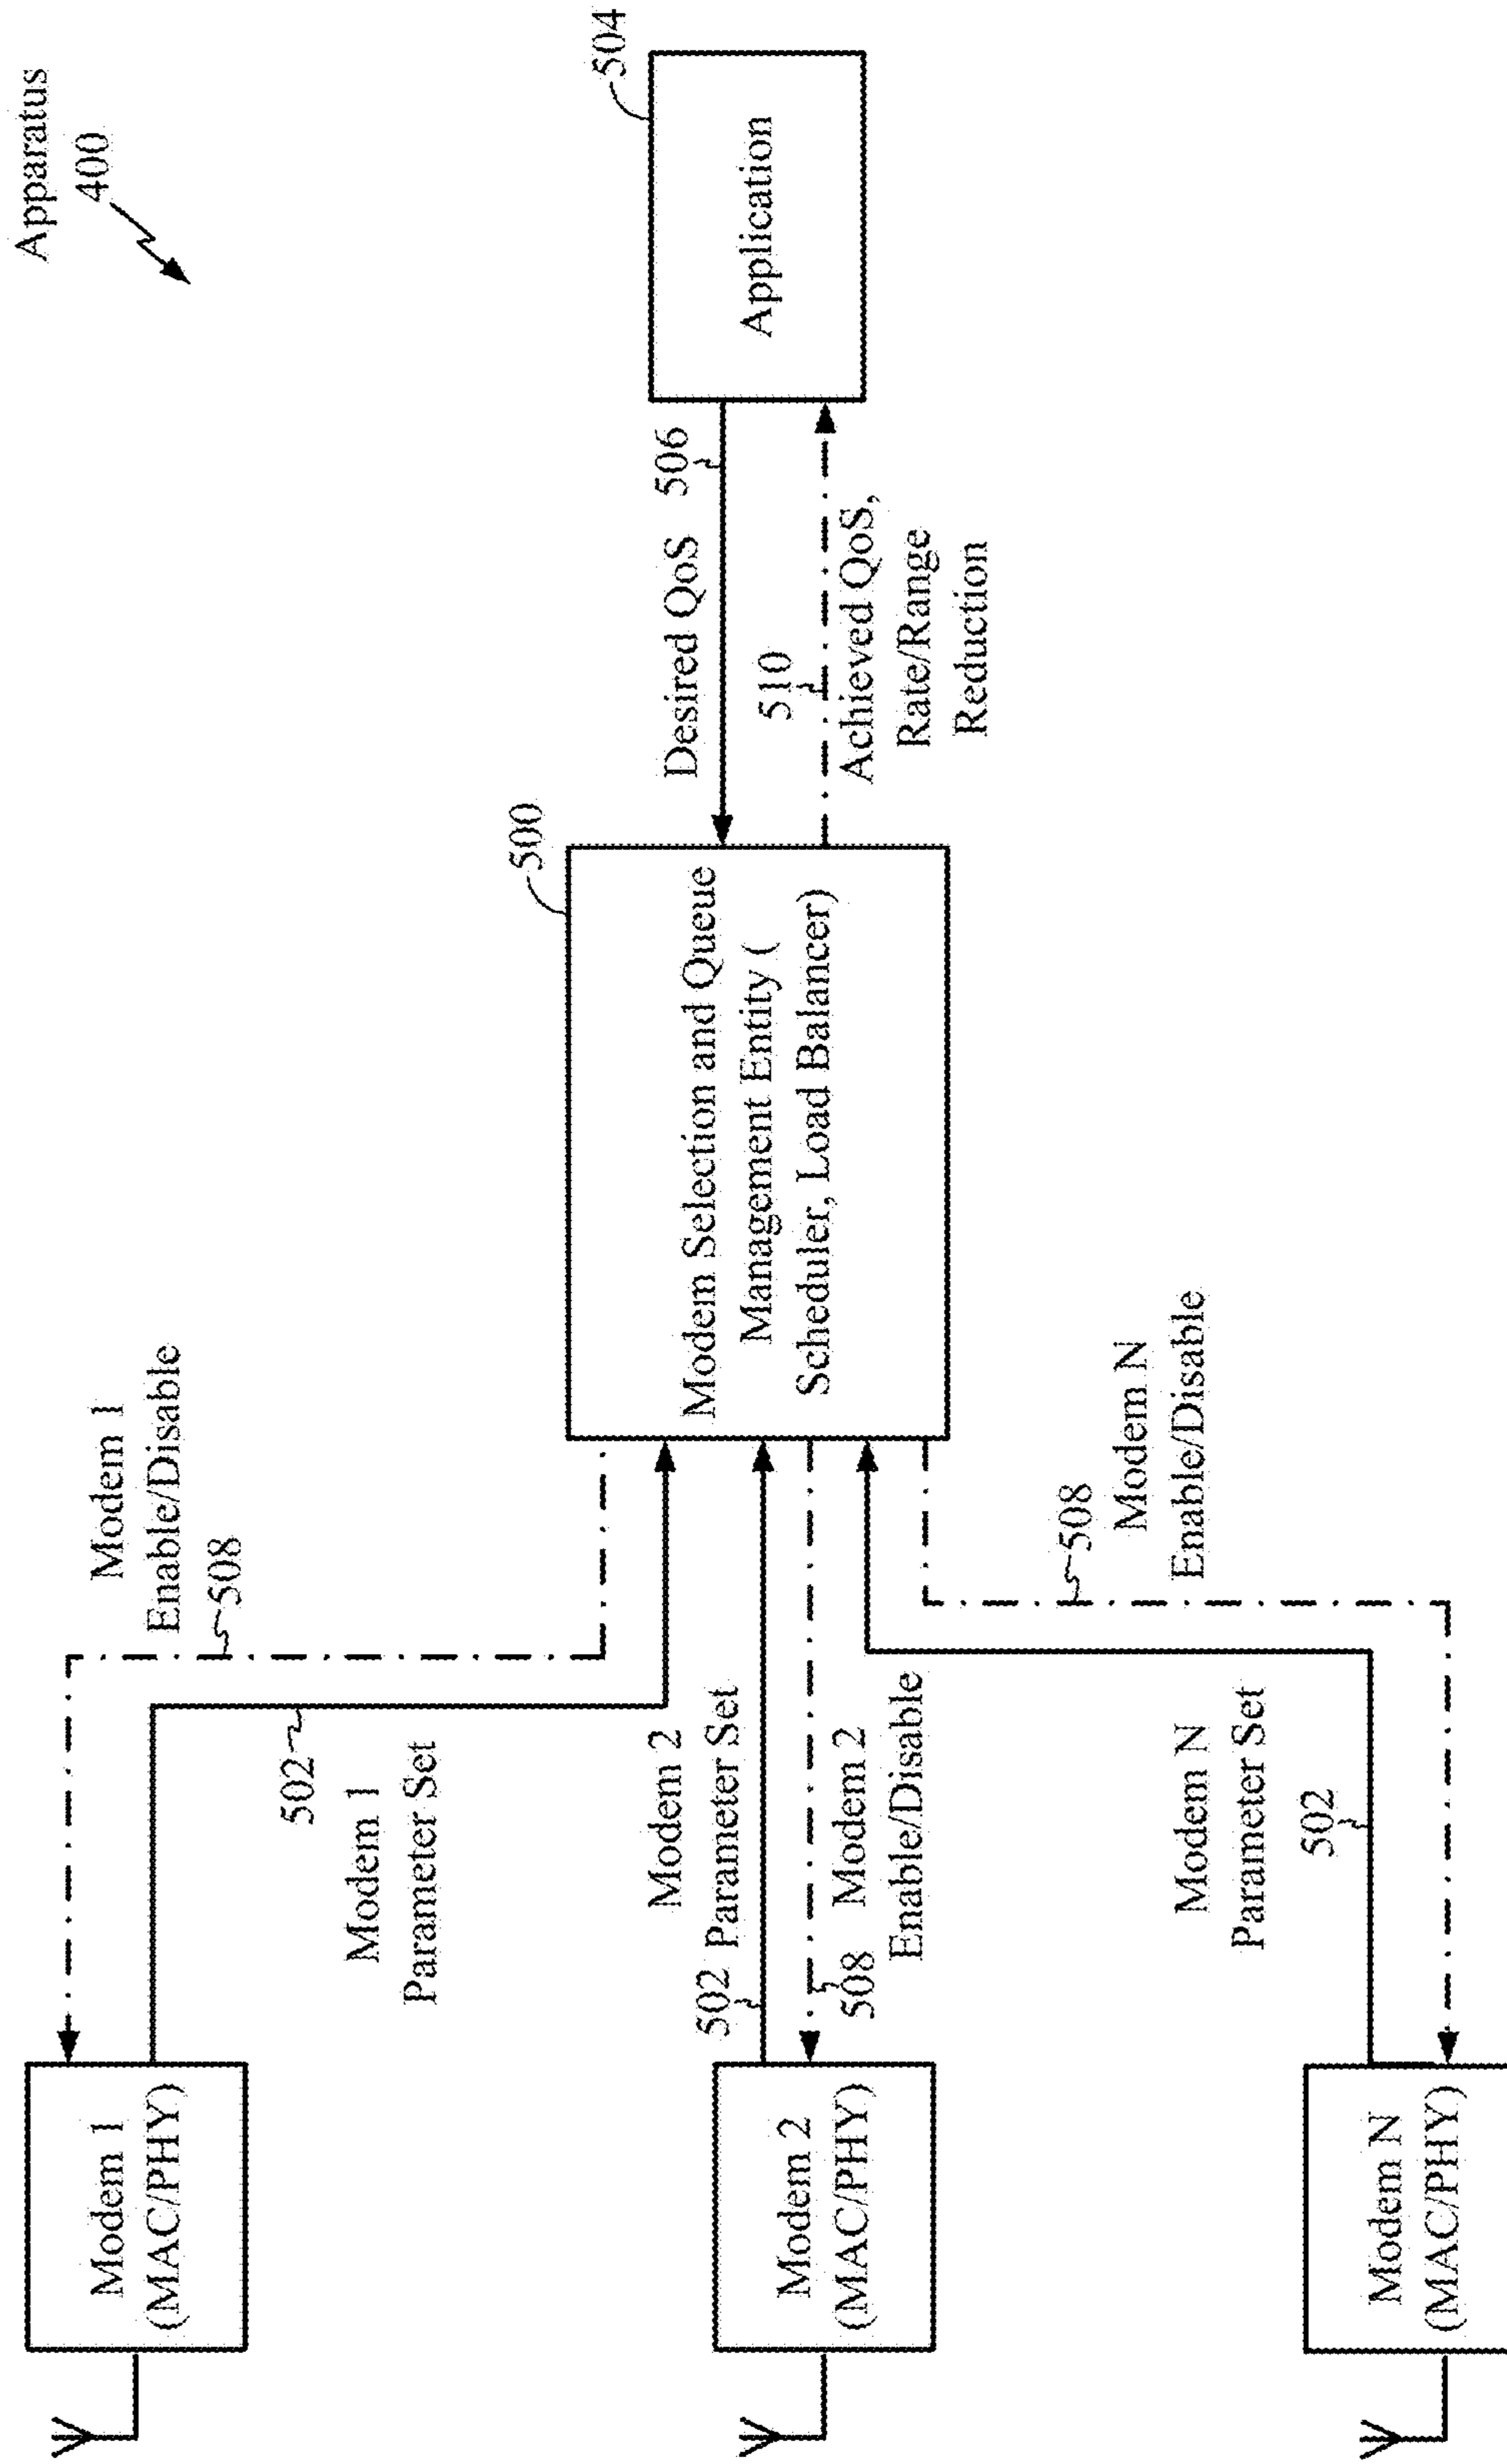 Apparatus
400
Modem 1
Enable/Disable
508
502
Modem 1
Parameter Set
Modem 1
(MAC/PHY)
500
Modem Selection and Queue
Management Entity (
Scheduler, Load Balancer)
Desired QoS 506
510
Achieved QoS,
Rate/Range
Reduction
504
Application
Modem 2
502 Parameter Set
508 Modem 2
Enable/Disable
Modem 2
(MAC/PHY)
508
Modem N
Enable/Disable
Modem N
Parameter Set
502
Modem N
(MAC/PHY)